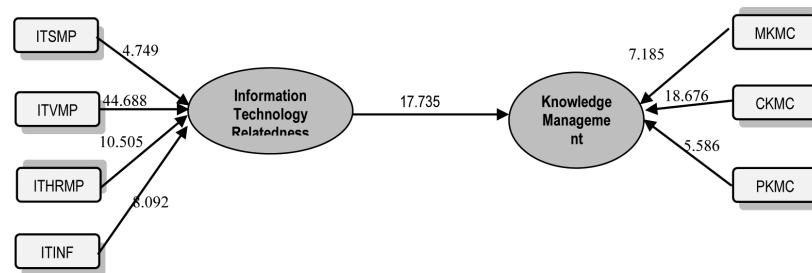 ITSMP
4.749
ITVMP
44.688
10.505
ITHRMP
8.092
ITINF
Information
Technology
Relatedness
17.735
Knowledge
Manageme
nt
MKMC
7.185
18.676
CKMC
5.586
PKMC